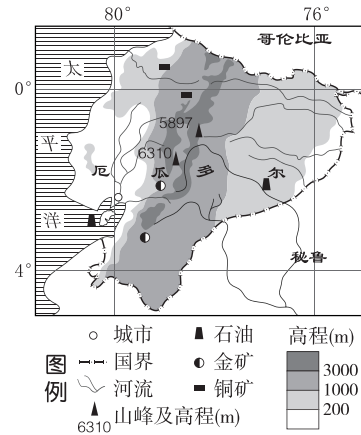 80° 76°
哥伦比亚
太
0°
5897
平
6310
厄 瓜 多 尔
洋
秘鲁
4°
图例
城市
国界
河流
6310 山峰及高程(m)
石油
金矿
铜矿
高程(m)
3000
1000
200